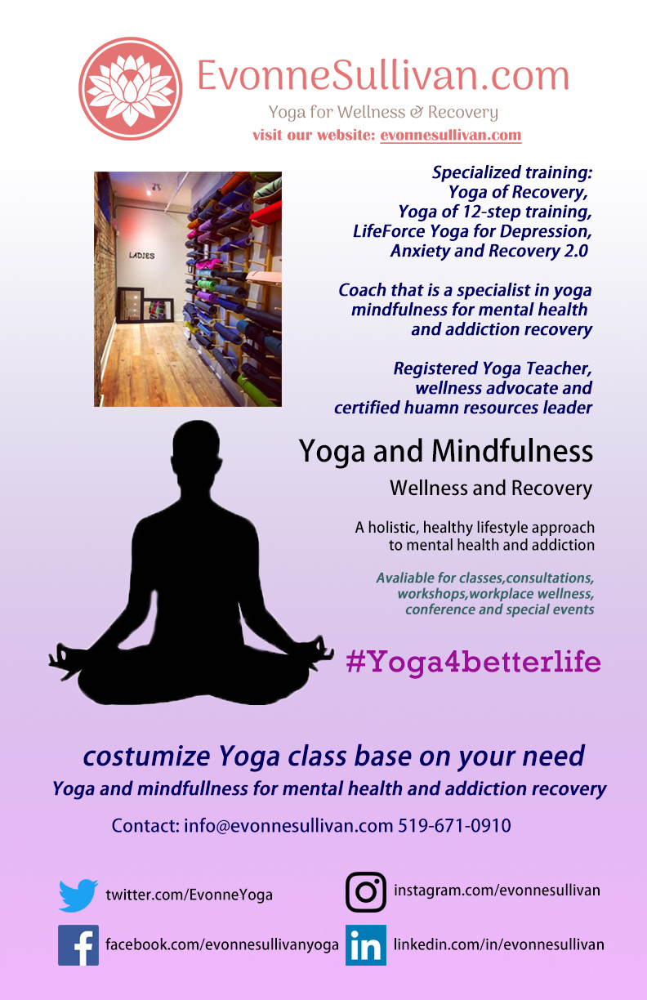 EvonneSullivan.com
Yoga for Wellness & Recovery
visit our website: evonnesullivan.com
LADIES
Specialized training:
Yoga of Recovery,
Yoga of 12-step training,
LifeForce Yoga for Depression,
Anxiety and Recovery 2.0
Coach that is a specialist in yoga
mindfulness for mental health
and addiction recovery
Registered Yoga Teacher,
wellness advocate and
certified huamn resources leader
Yoga and Mindfulness
Wellness and Recovery
A holistic, healthy lifestyle approach
to mental health and addiction
Avaliable for classes,consultations,
workshops,workplace wellness,
conference and special events
#Yoga4betterlife
costumize Yoga class base on your need
Yoga and mindfullness for mental health and addiction recovery
Contact: info@evonnesullivan.com 519-671-0910
twitter.com/EvonneYoga
instagram.com/evonnesullivan
facebook.com/evonnesullivanyoga
linkedin.com/in/evonnesullivan